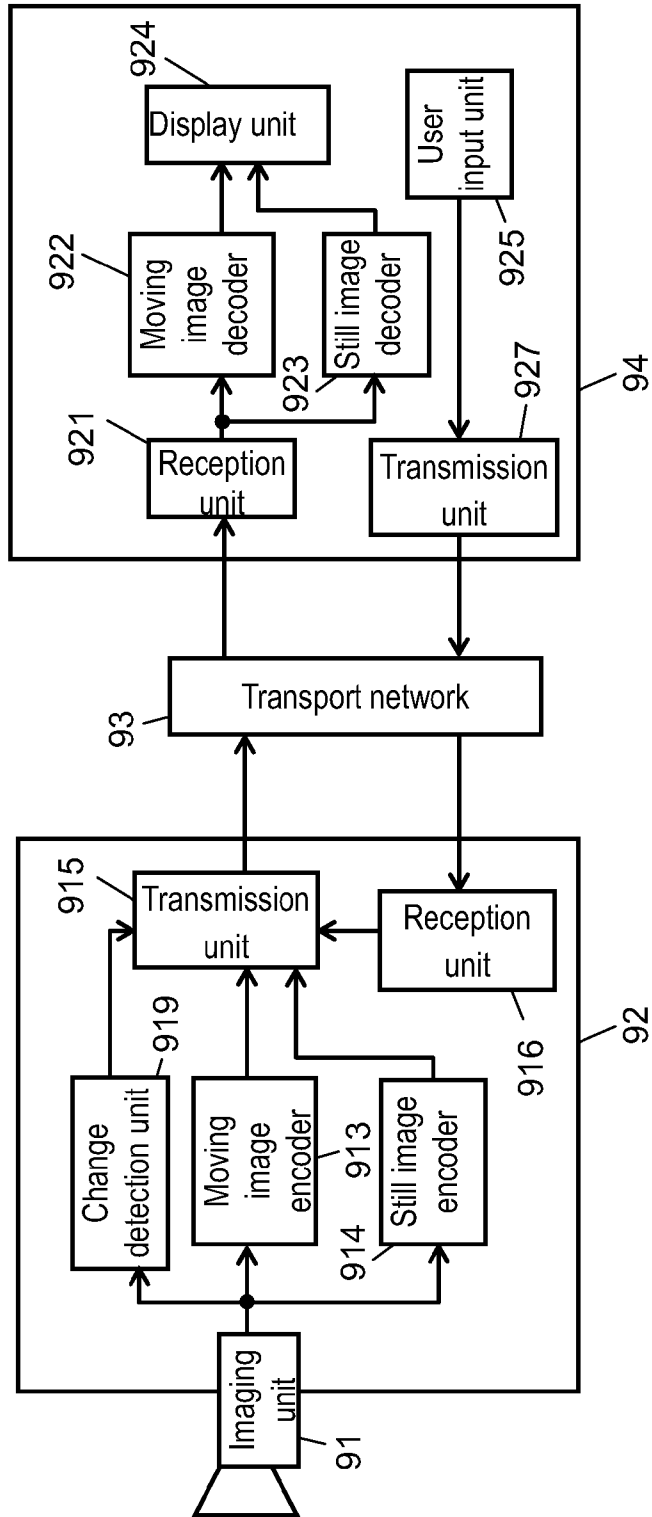 91
Imaging
unit
92
919
Change
detection unit
913
Moving
image
encoder
914
Still image
encoder
915
Transmission
unit
916
Reception
unit
93
Transport network
94
921
Reception
unit
922
Moving
image
decoder
923
Still image
decoder
924
Display unit
925
User
input unit
927
Transmission
unit